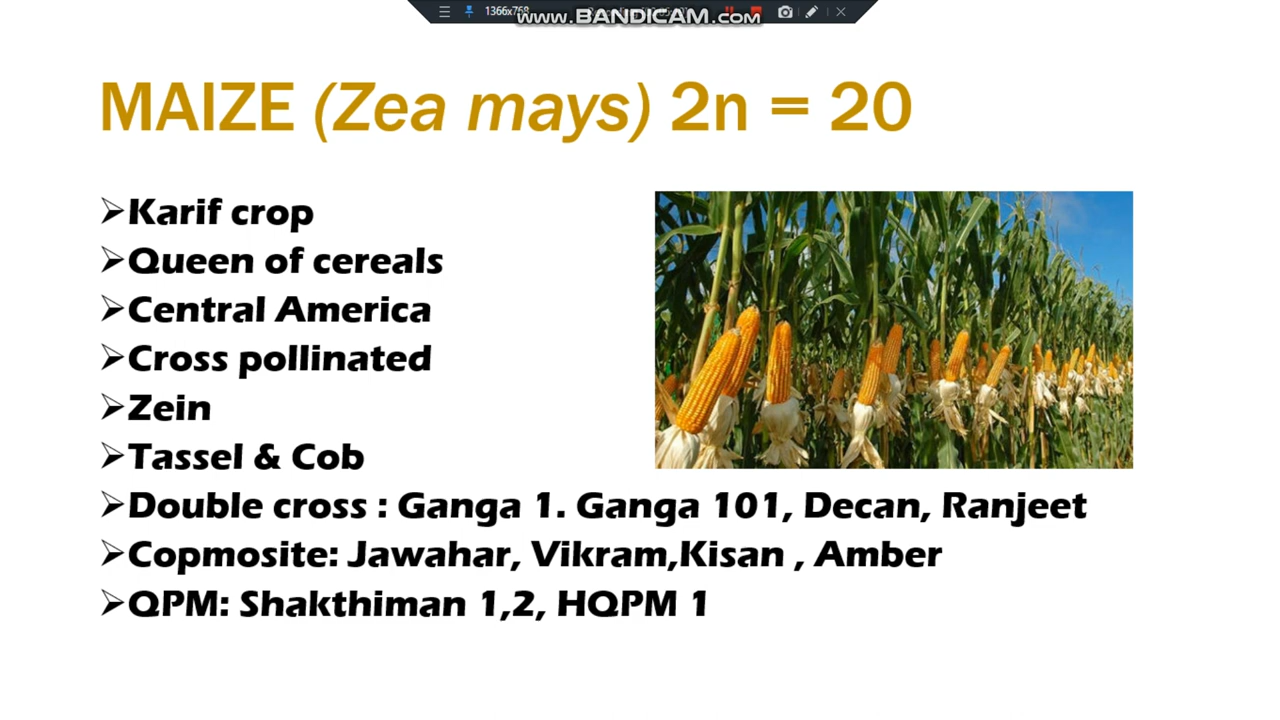 1366x768
www.BANDICAM.com
MAIZE (Zea mays) 2n = 20
➢Karif crop
➢Queen of cereals
➢Central America
➢Cross pollinated
➢Zein
➢Tassel & Cob
➢Double cross : Ganga 1. Ganga 101, Decan, Ranjeet
➢Copmosite: Jawahar, Vikram,Kisan , Amber
➢QPM: Shakthiman 1,2, HQPM 1